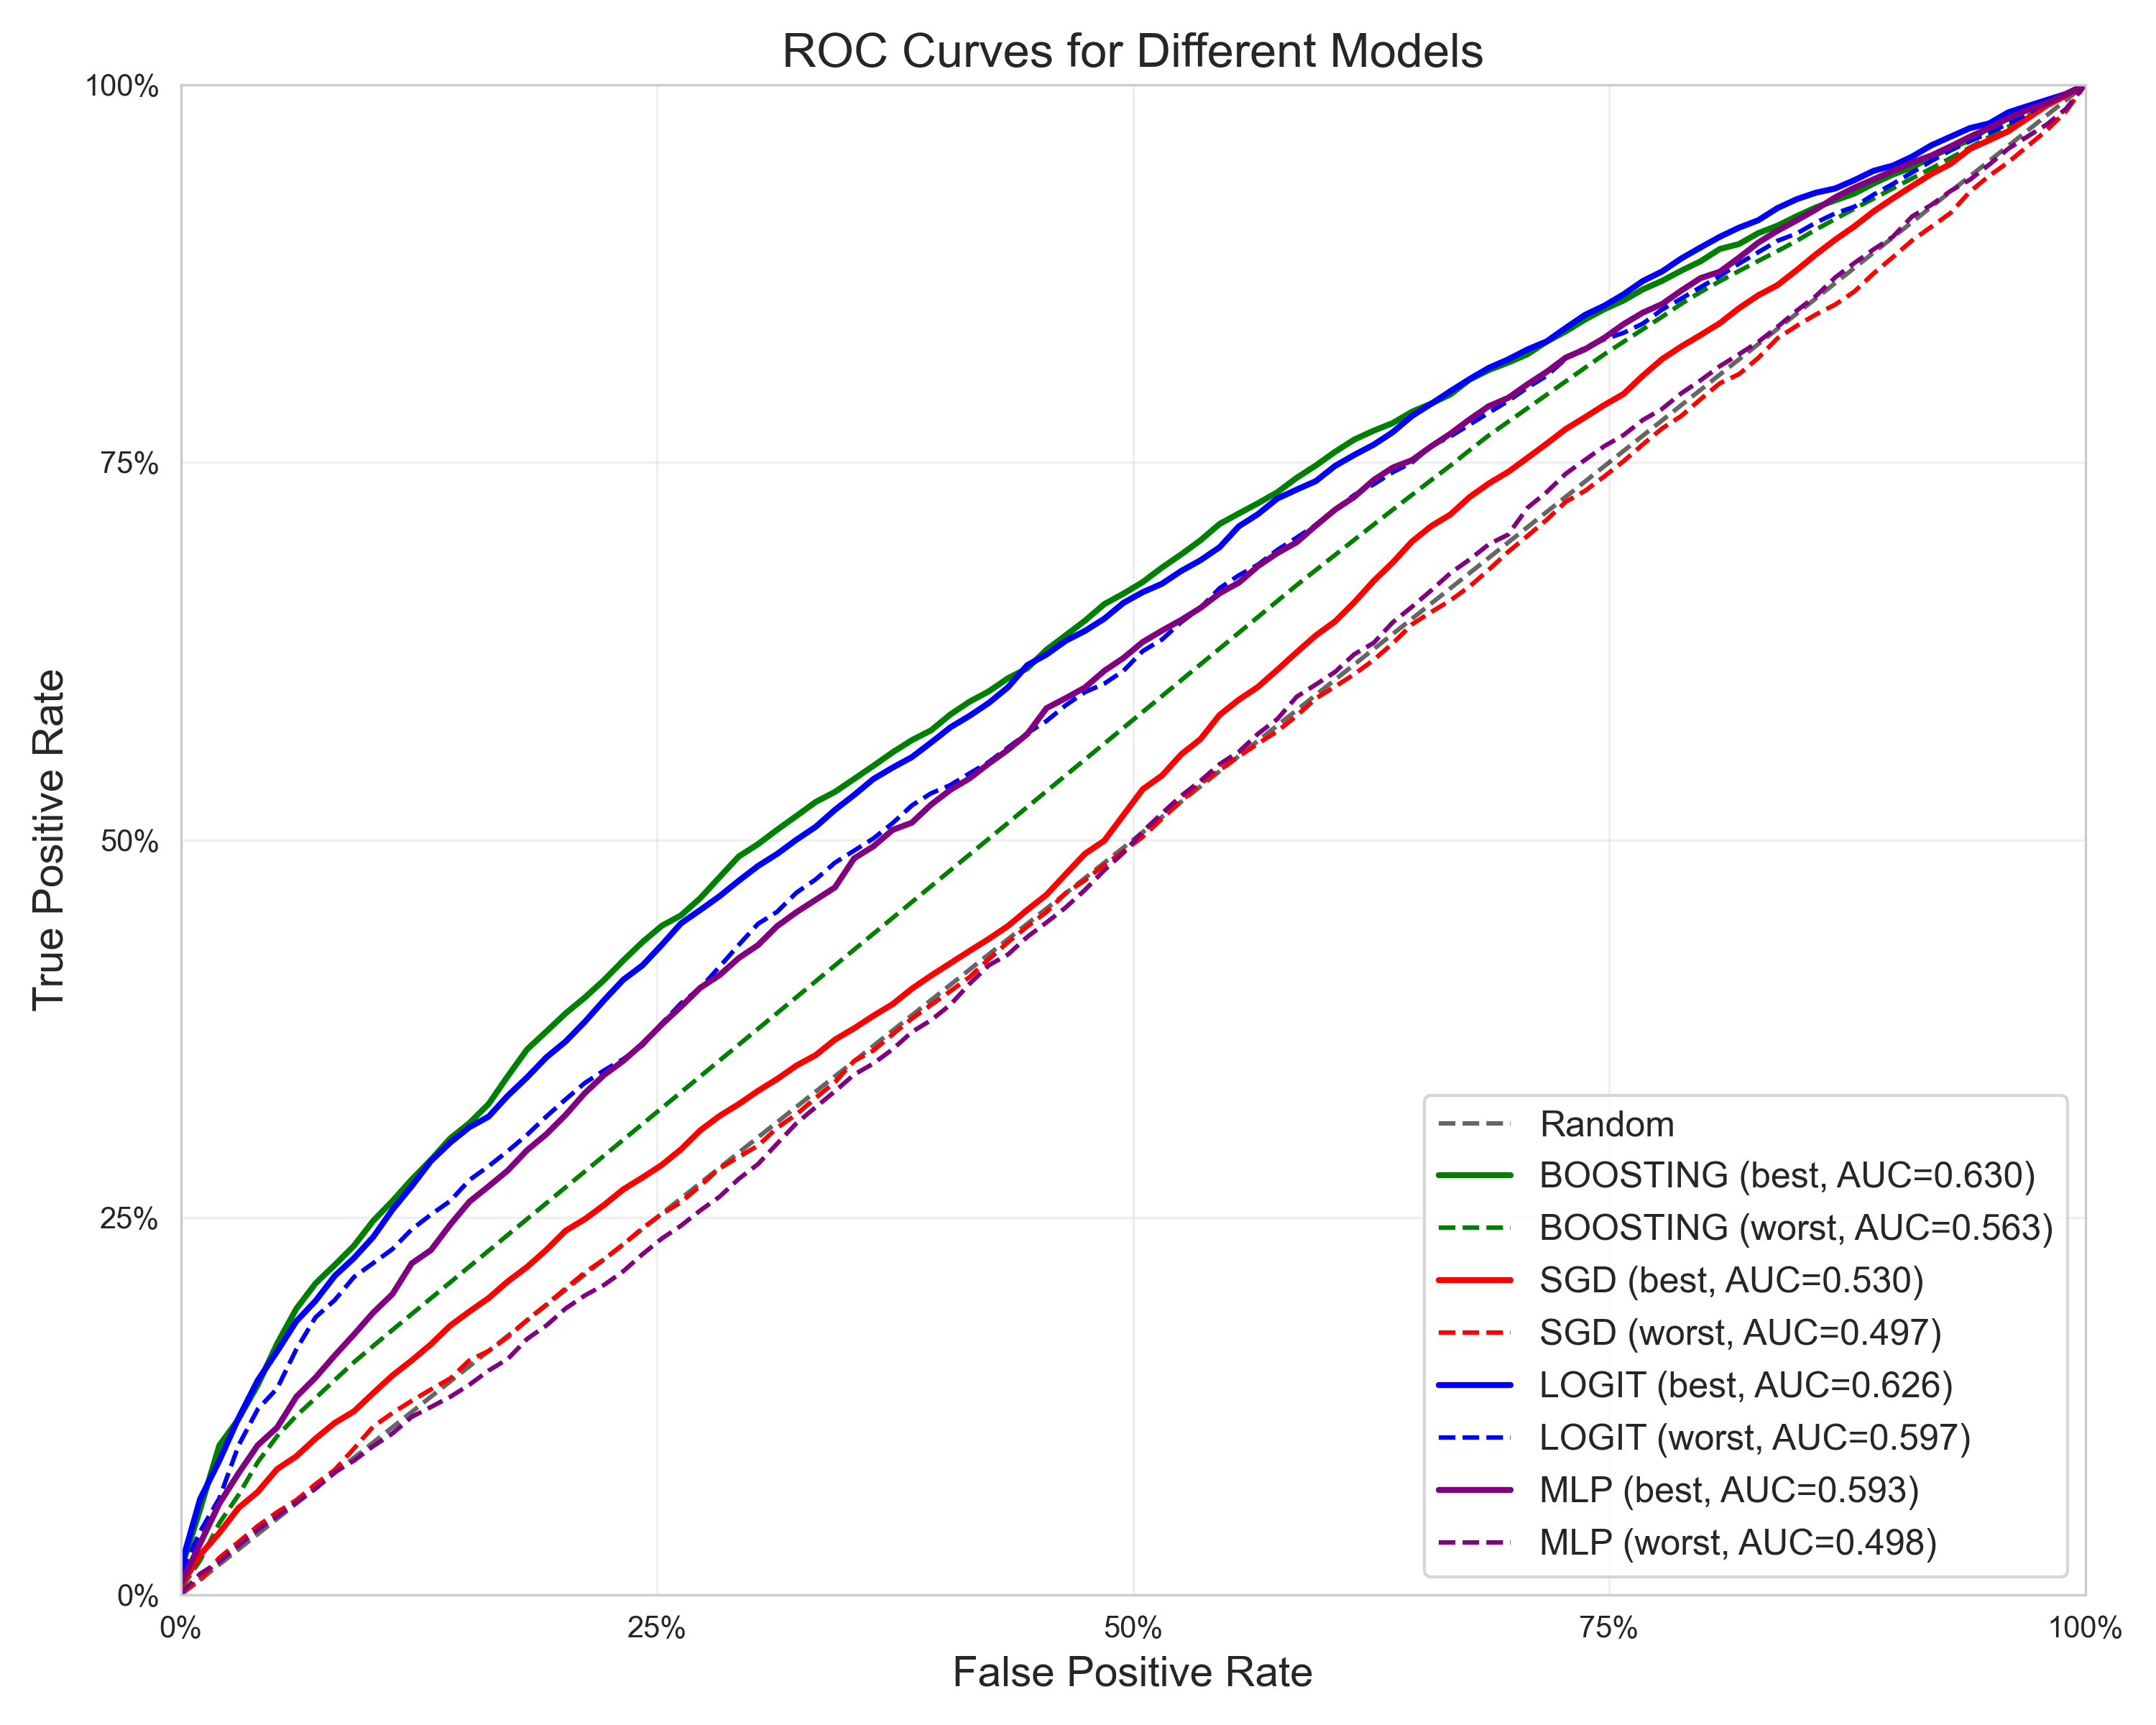 ROC Curves for Different Models
100%
75%
50%
25%
0%
True Positive Rate
Random
BOOSTING (best, AUC=0.630)
BOOSTING (worst, AUC=0.563)
SGD (best, AUC=0.530)
SGD (worst, AUC=0.497)
LOGIT (best, AUC=0.626)
LOGIT (worst, AUC=0.597)
MLP (best, AUC=0.593)
MLP (worst, AUC=0.498)
0% 25% 50% 75% 100%
False Positive Rate